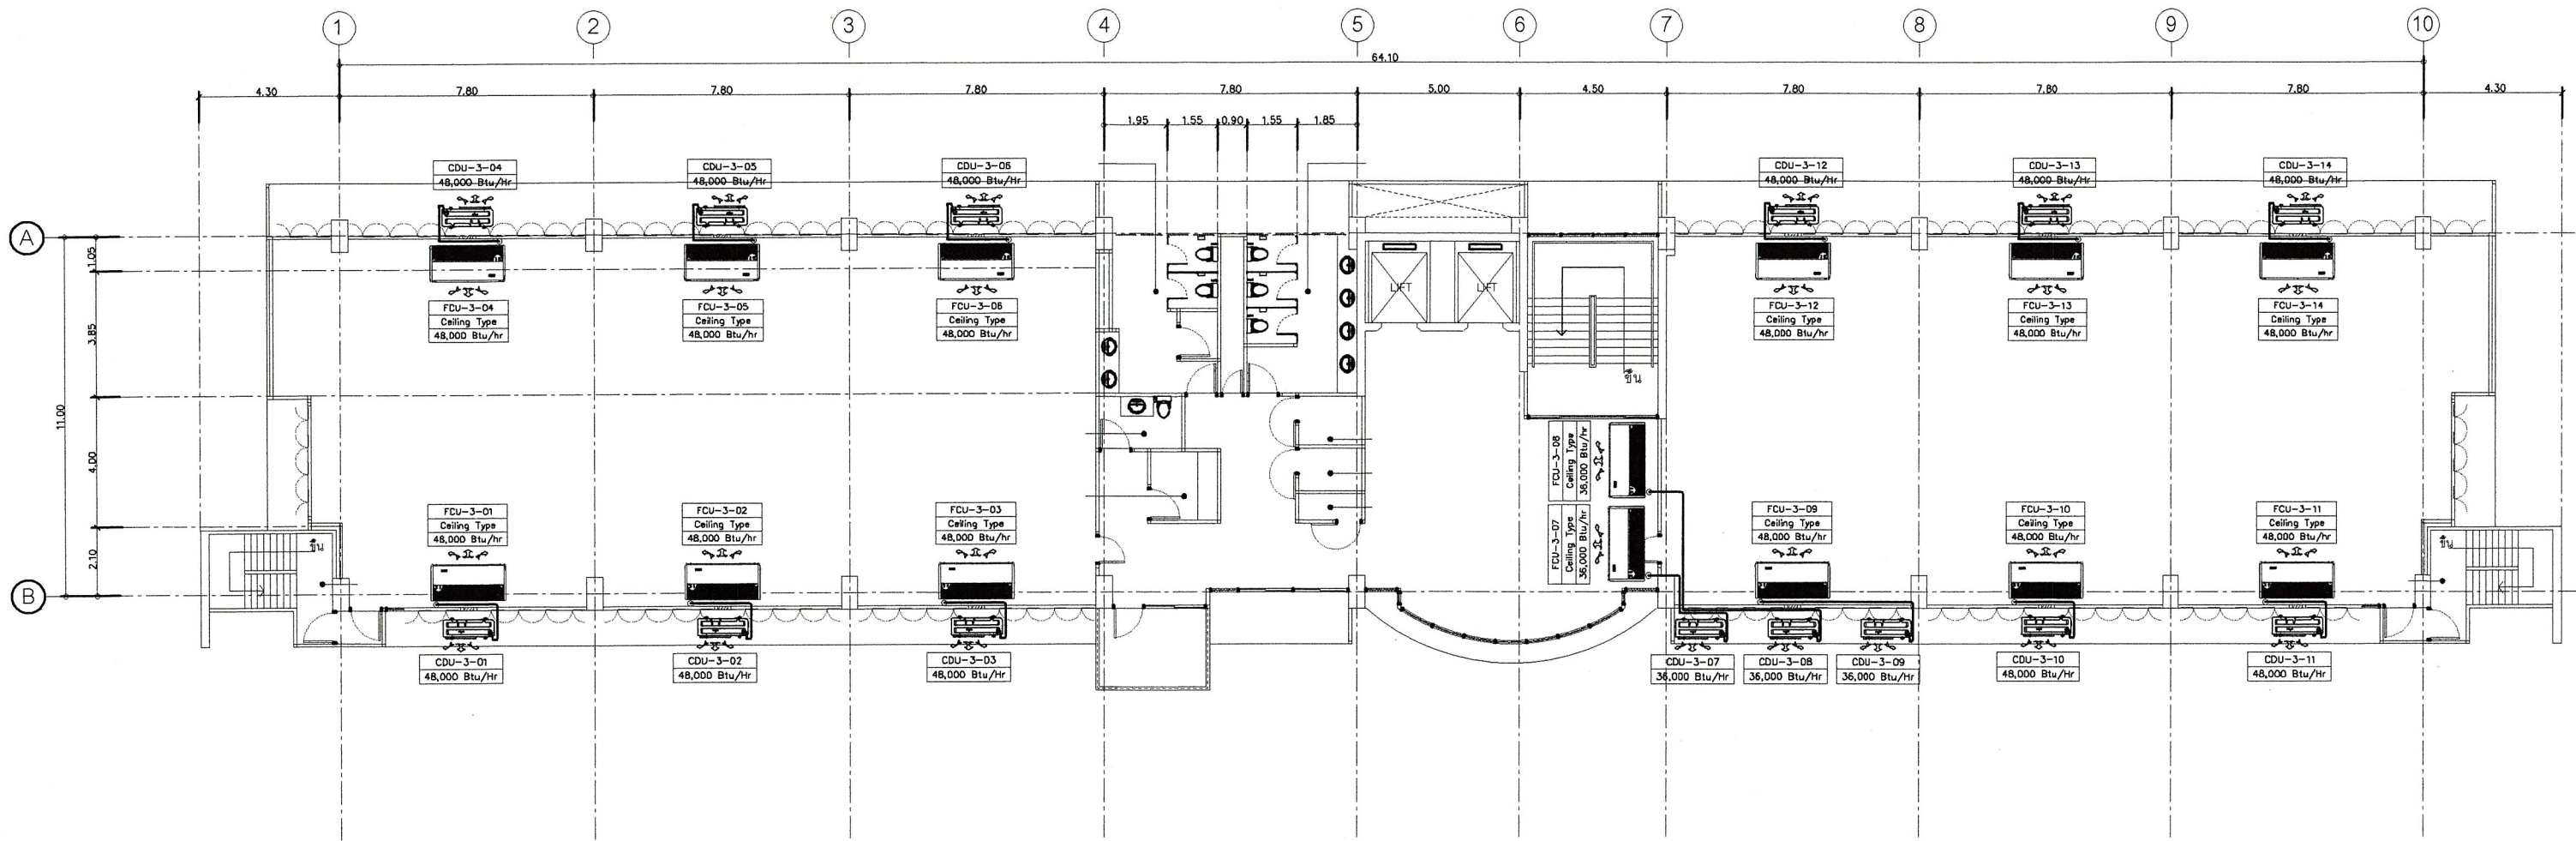 1 2 3 4 5 6 7 8 9 10
64.10
4.30 7.80 7.80 7.80 7.80 5.00 4.50 7.80 7.80 7.80 4.30
1.95 1.55 0.90 1.55 1.85
CDU-3-04
48,000 Btu/Hr
CDU-3-05
48,000 Btu/Hr
CDU-3-06
48,000 Btu/Hr
CDU-3-12
48,000 Btu/Hr
CDU-3-13
48,000 Btu/Hr
CDU-3-14
48,000 Btu/Hr
A
1.05
3.85
11.00
4.00
2.10
B
FCU-3-04
Ceiling Type
48,000 Btu/hr
FCU-3-05
Ceiling Type
48,000 Btu/hr
FCU-3-06
Ceiling Type
48,000 Btu/hr
LIFT
LIFT
ขึ้น
FCU-3-12
Ceiling Type
48,000 Btu/hr
FCU-3-13
Ceiling Type
48,000 Btu/hr
FCU-3-14
Ceiling Type
48,000 Btu/hr
FCU-3-08
Ceiling Type
36,000 Btu/hr
FCU-3-07
Ceiling Type
36,000 Btu/hr
ขึ้น
FCU-3-01
Ceiling Type
48,000 Btu/hr
FCU-3-02
Ceiling Type
48,000 Btu/hr
FCU-3-03
Ceiling Type
48,000 Btu/hr
FCU-3-09
Ceiling Type
48,000 Btu/hr
FCU-3-10
Ceiling Type
48,000 Btu/hr
FCU-3-11
Ceiling Type
48,000 Btu/hr
ขึ้น
CDU-3-01
48,000 Btu/Hr
CDU-3-02
48,000 Btu/Hr
CDU-3-03
48,000 Btu/Hr
CDU-3-07
36,000 Btu/Hr
CDU-3-08
36,000 Btu/Hr
CDU-3-09
36,000 Btu/Hr
CDU-3-10
48,000 Btu/Hr
CDU-3-11
48,000 Btu/Hr